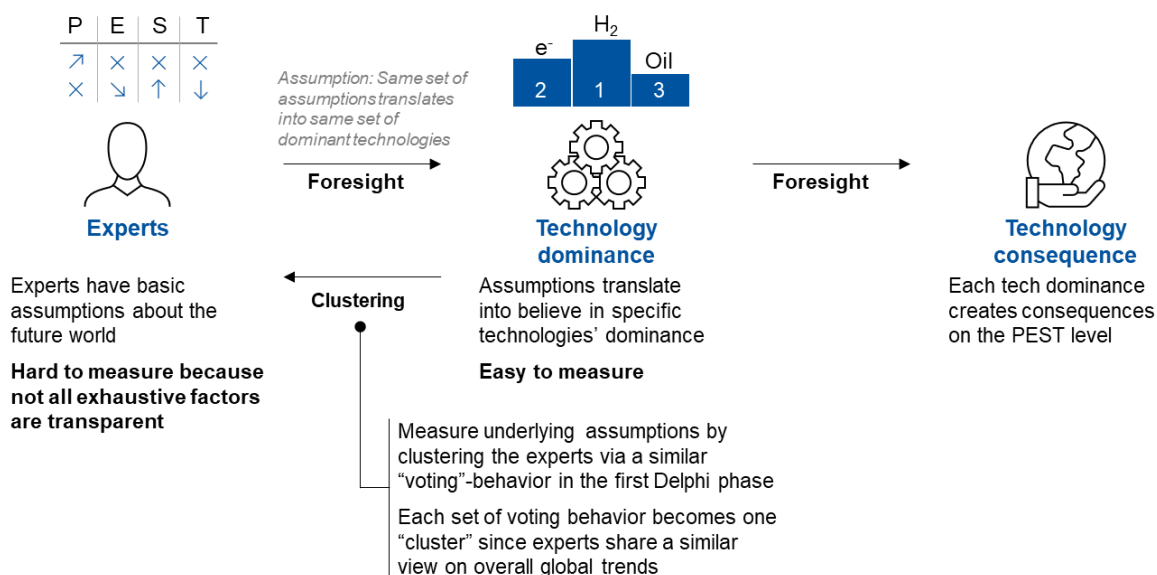 P E S T
↗ × × ×
× ↘ ↑ ↓
Assumption: Same set of
assumptions translates
into same set of
dominant technologies
e-
H2
Oil
2 1 3
Foresight
Foresight
Experts
Technology
dominance
Technology
consequence
Experts have basic
assumptions about the
future world
Hard to measure because
not all exhaustive factors
are transparent
Clustering
Assumptions translate
into believe in specific
technologies’ dominance
Easy to measure
Each tech dominance
creates consequences
on the PEST level
Measure underlying assumptions by
clustering the experts via a similar
“voting”-behavior in the first Delphi phase
Each set of voting behavior becomes one
“cluster” since experts share a similar
view on overall global trends